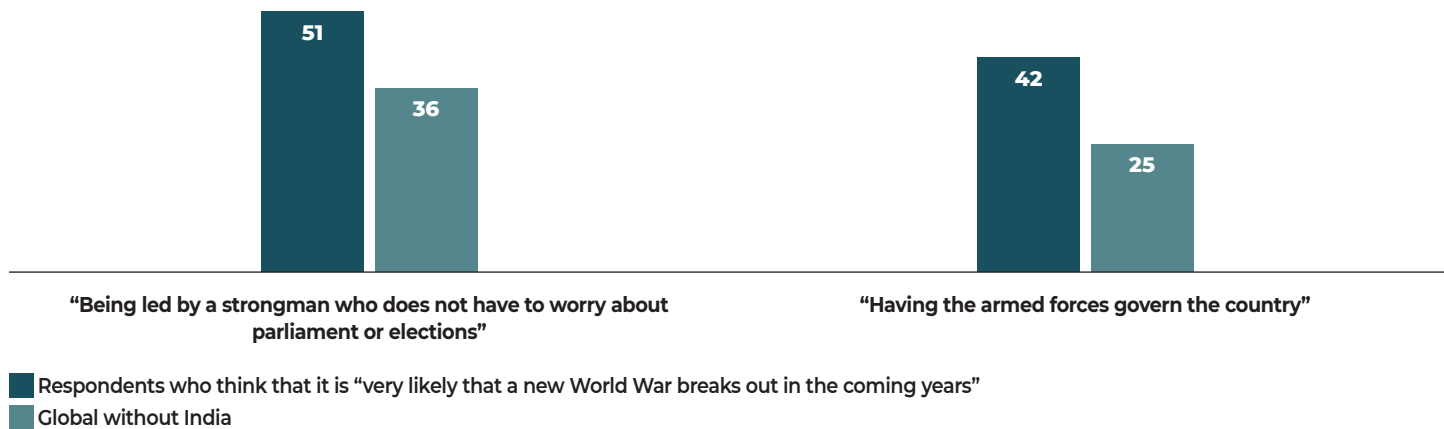 51
36
42
25
“Being led by a strongman who does not have to worry about
parliament or elections”
“Having the armed forces govern the country”
Respondents who think that it is “very likely that a new World War breaks out in the coming years”
Global without India